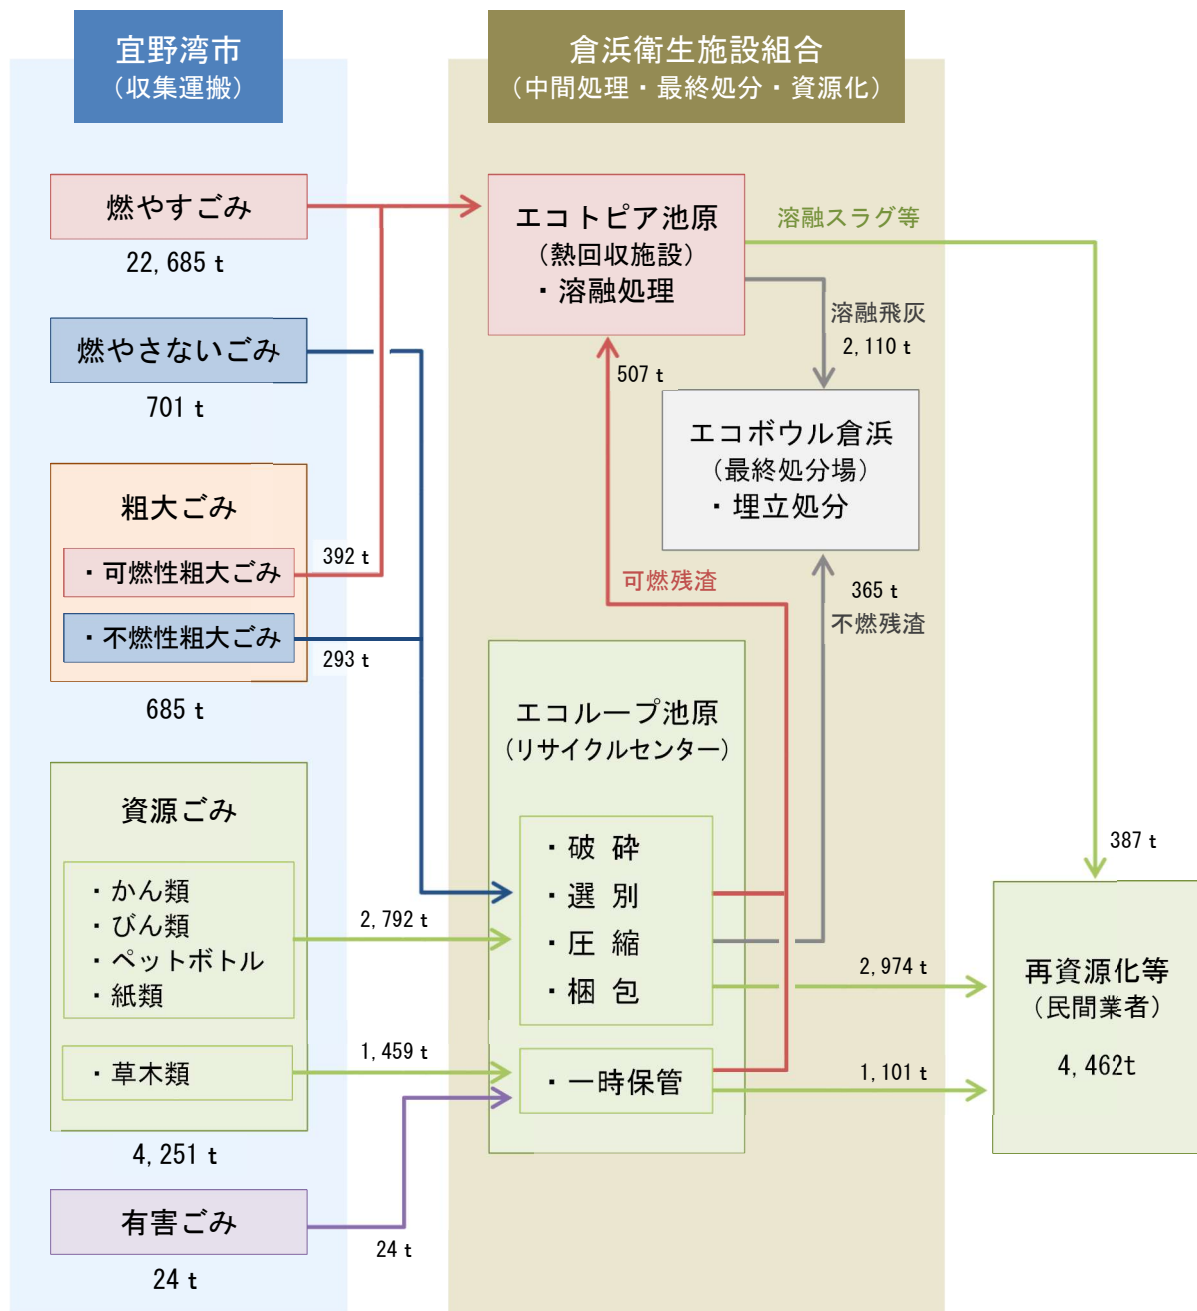 宜野湾市
（収集運搬）
倉浜衛生施設組合
（中間処理・最終処分・資源化）
燃やすごみ
22,685 t
燃やさないごみ
701 t
粗大ごみ
・可燃性粗大ごみ
392 t
・不燃性粗大ごみ
293 t
685 t
資源ごみ
・かん類
・びん類
・ペットボトル
・紙類
2,792 t
・草木類
1,459 t
4,251 t
有害ごみ
24 t
24 t
エコトピア池原
（熱回収施設）
・溶融処理
溶融スラグ等
溶融飛灰
2,110 t
507 t
エコボウル倉浜
（最終処分場）
・埋立処分
可燃残渣
365 t
不燃残渣
エコループ池原
（リサイクルセンター）
・破 砕
・選 別
・圧 縮
・梱 包
・一時保管
2,974 t
1,101 t
387 t
再資源化等
（民間業者）
4,462t